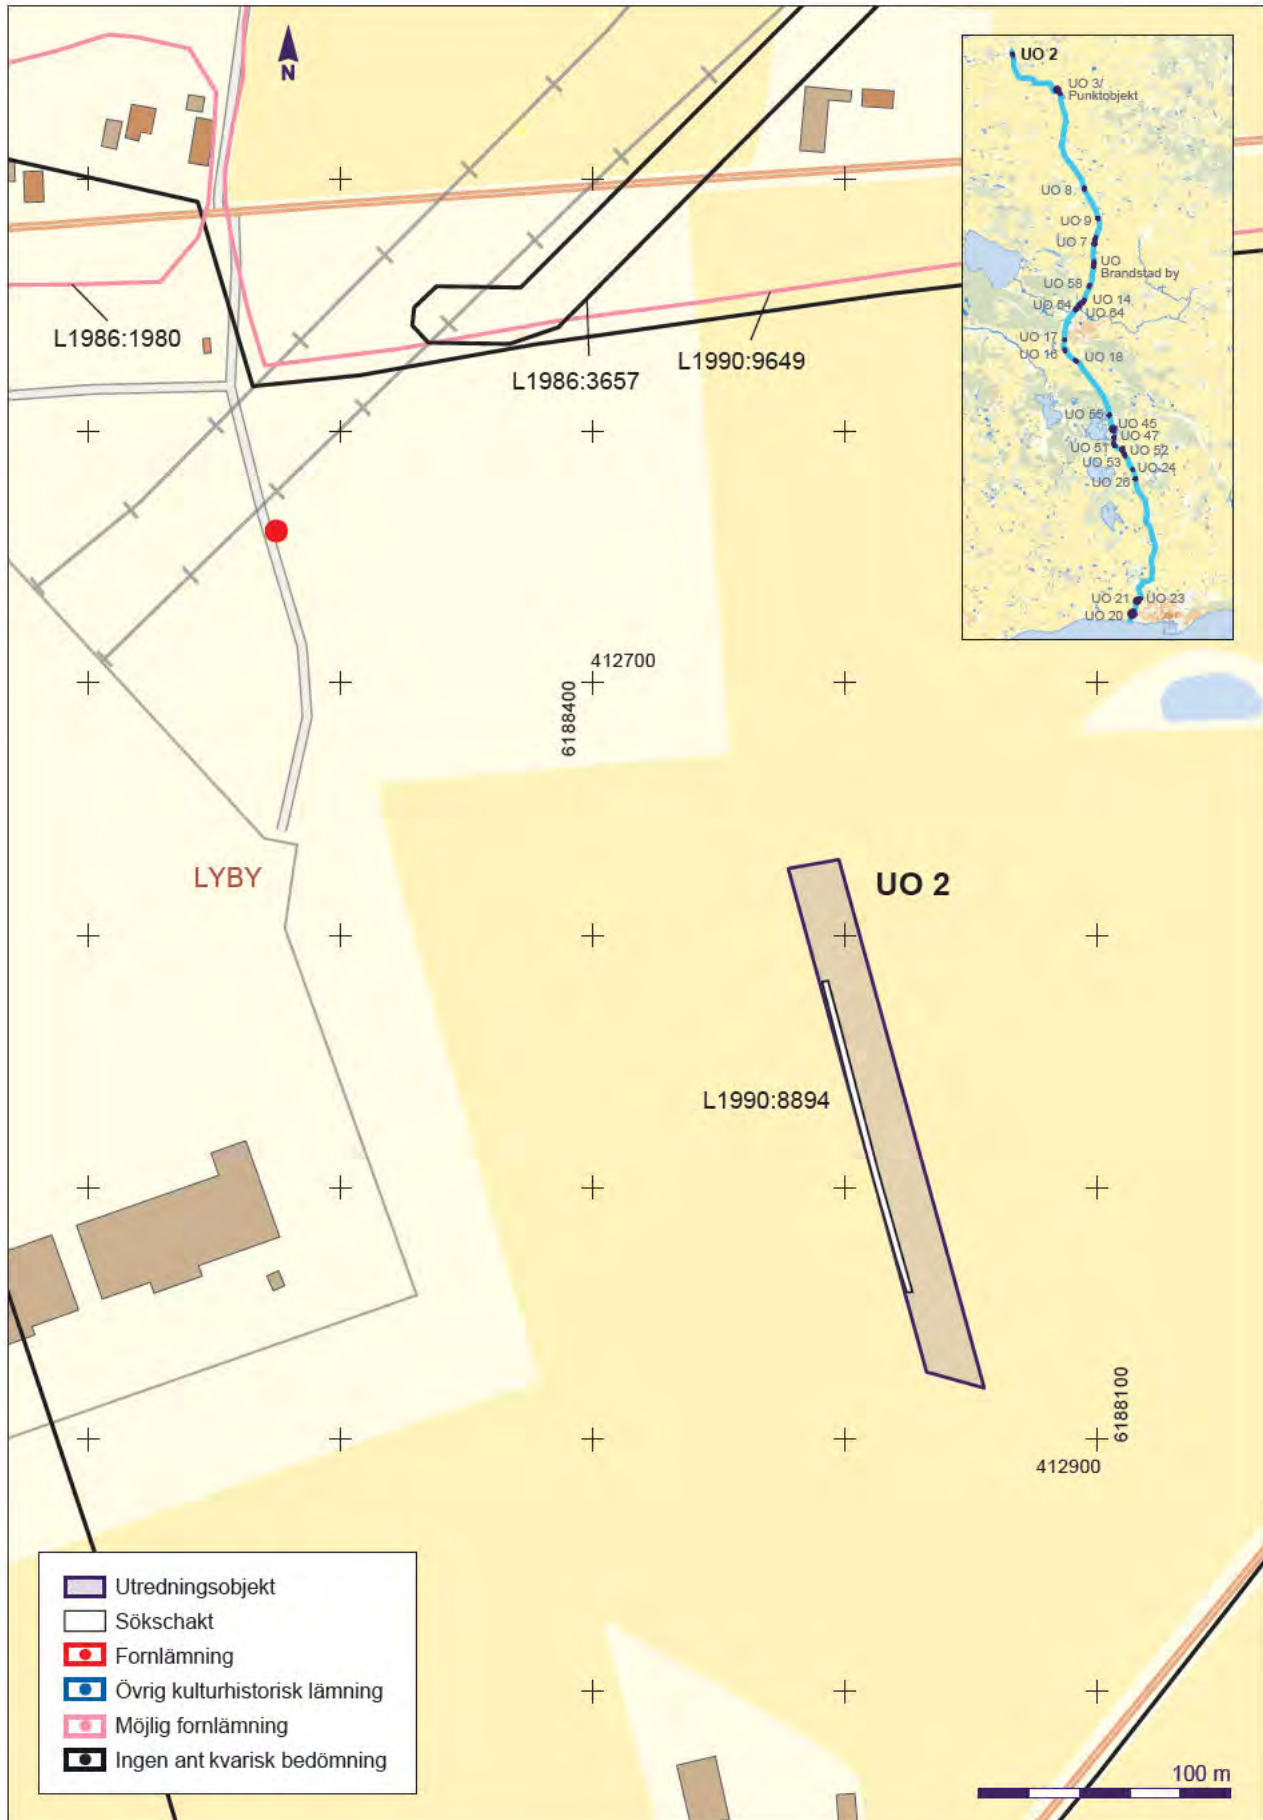 N
UO 2
UO 3/
Punktobjekt
UO 8
UO 9
UO 7
UO
Brandstad by
UO 58
UO 14
UO 54
UO 64
UO 17
UO 16
UO 18
UO 55
UO 45
UO 47
UO 51
UO 52
UO 53
UO 24
UO 26
UO 21
UO 23
UO 20
L1986:1980
L1986:3657
L1990:9649
412700
6188400
LYBY
UO 2
L1990:8894
6188100
412900
Utredningsobjekt
Sökschakt
Fornlämning
Övrig kulturhistorisk lämning
Möjlig fornlämning
Ingen ant kvarisk bedömning
100 m